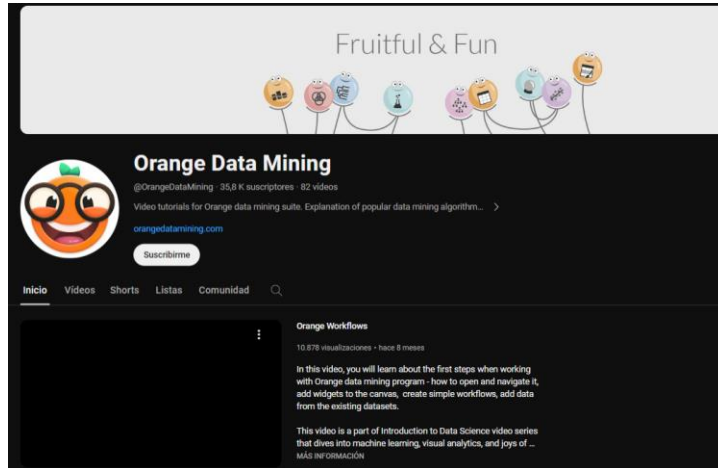 Fruitful & Fun
Orange Data Mining
@OrangeDataMining · 35,8 K suscriptores · 82 vídeos
Video tutorials for Orange data mining suite. Explanation of popular data mining algorithm...
orangedatamining.com
Suscribirme
Inicio Vídeos Shorts Listas Comunidad
Orange Workflows
10.878 visualizaciones • hace 8 meses
In this video, you will learn about the first steps when working
with Orange data mining program - how to open and navigate it,
add widgets to the canvas, create simple workflows, add data
from the existing datasets.
This video is a part of Introduction to Data Science video series
that dives into machine learning, visual analytics, and joys of ...
MÁS INFORMACIÓN